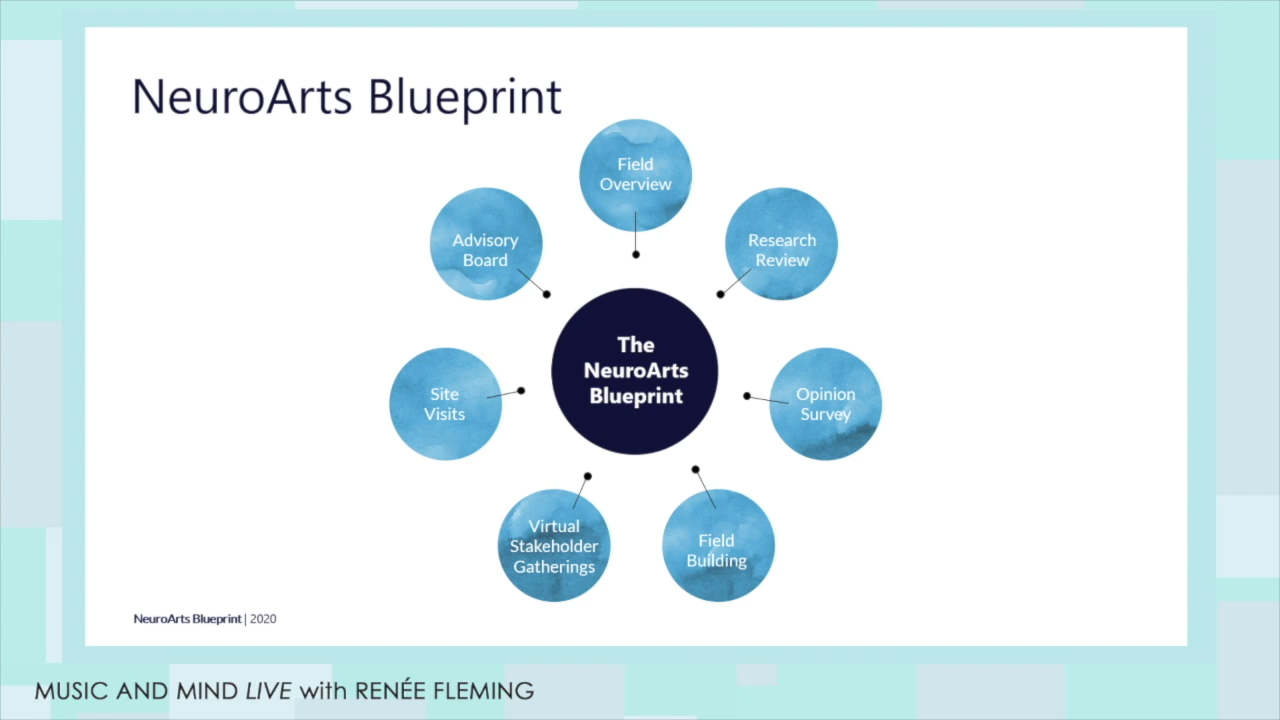 NeuroArts Blueprint
Field
Overview
Research
Review
Opinion
Survey
Field
Building
Virtual
Stakeholder
Gatherings
Site
Visits
Advisory
Board
The
NeuroArts
Blueprint
NeuroArts Blueprint | 2020
MUSIC AND MIND LIVE with RENÉE FLEMING